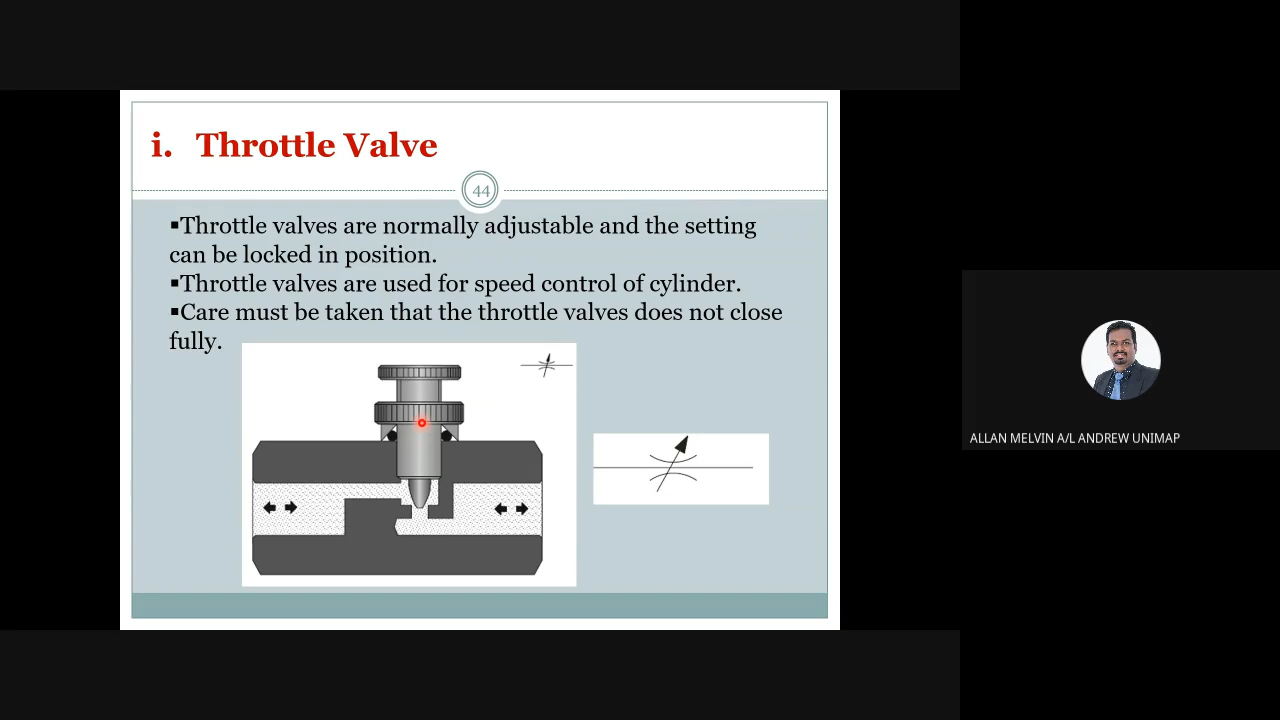 i. Throttle Valve
44
▪Throttle valves are normally adjustable and the setting
can be locked in position.
▪Throttle valves are used for speed control of cylinder.
▪Care must be taken that the throttle valves does not close
fully.
ALLAN MELVIN A/L ANDREW UNIMAP